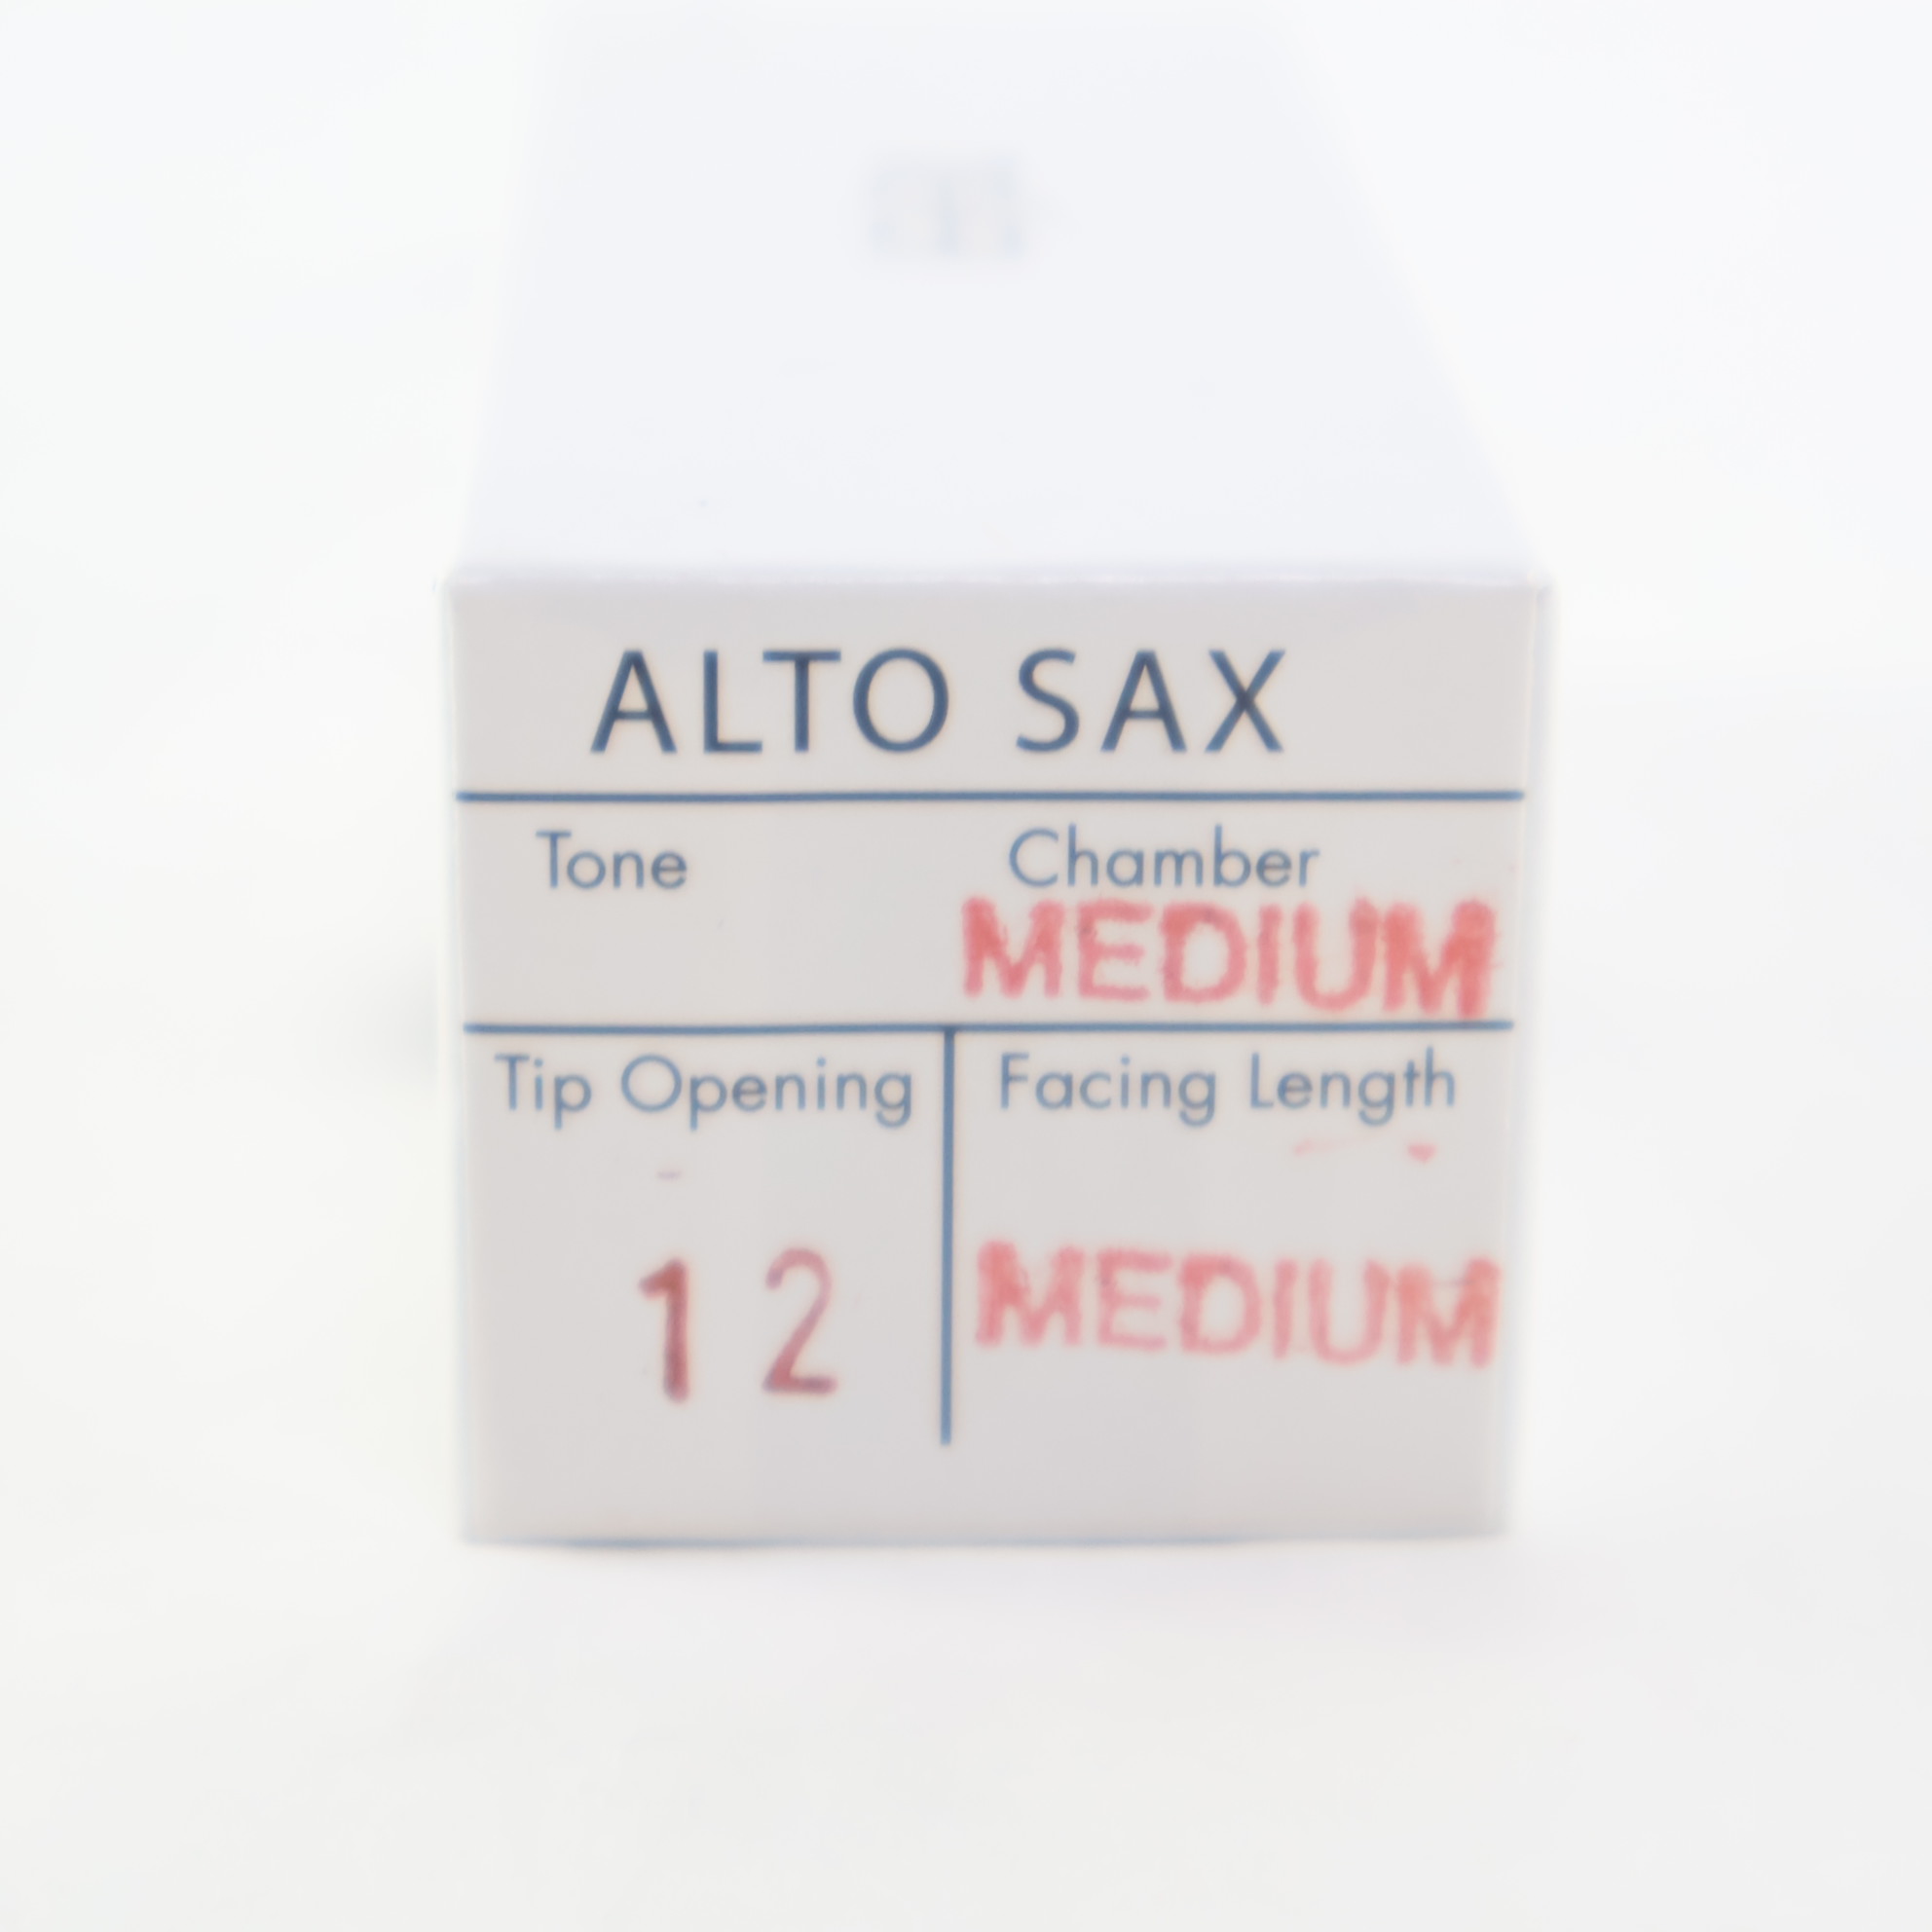 ALTO SAX
Tone Chamber
MEDIUM
Tip Opening Facing Length
12 MEDIUM